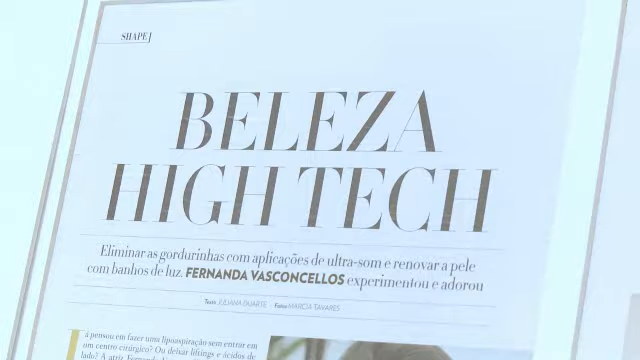 SHAPE
BELEZA
HIGH TECH
Eliminar as gordurinhas com aplicações de ultra-som e renovar a pele
com banhos de luz. FERNANDA VASCONCELLOS experimentou e adorou
Texto JULIANA DUARTE • Fotos MARCIA TAVARES
á pensou em fazer uma lipoaspiração sem entrar em
um centro cirúrgico? Ou deixar liftings e ácidos de
lado? A atriz Fernanda